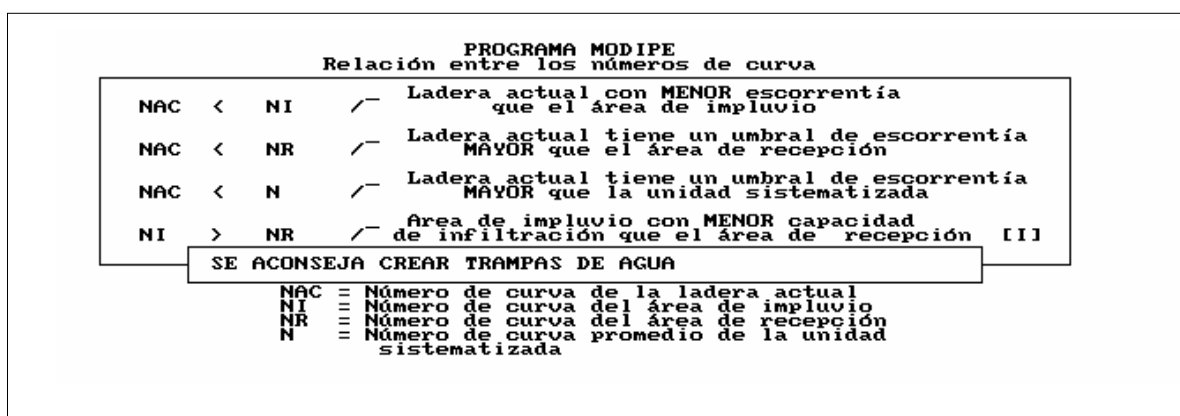 PROGRAMA MODIPE
Relación entre los números de curva
NAC < NI /¯ Ladera actual con MENOR escorrentía
que el área de impluvio
NAC < NR /¯ Ladera actual tiene un umbral de escorrentía
MAYOR que el área de recepción
NAC < N /¯ Ladera actual tiene un umbral de escorrentía
MAYOR que la unidad sistematizada
NI > NR /¯ Area de impluvio con MENOR capacidad
de infiltración que el área de recepción [I]
SE ACONSEJA CREAR TRAMPAS DE AGUA
NAC = Número de curva de la ladera actual
NI = Número de curva del área de impluvio
NR = Número de curva del área de recepción
N = Número de curva promedio de la unidad
sistematizada